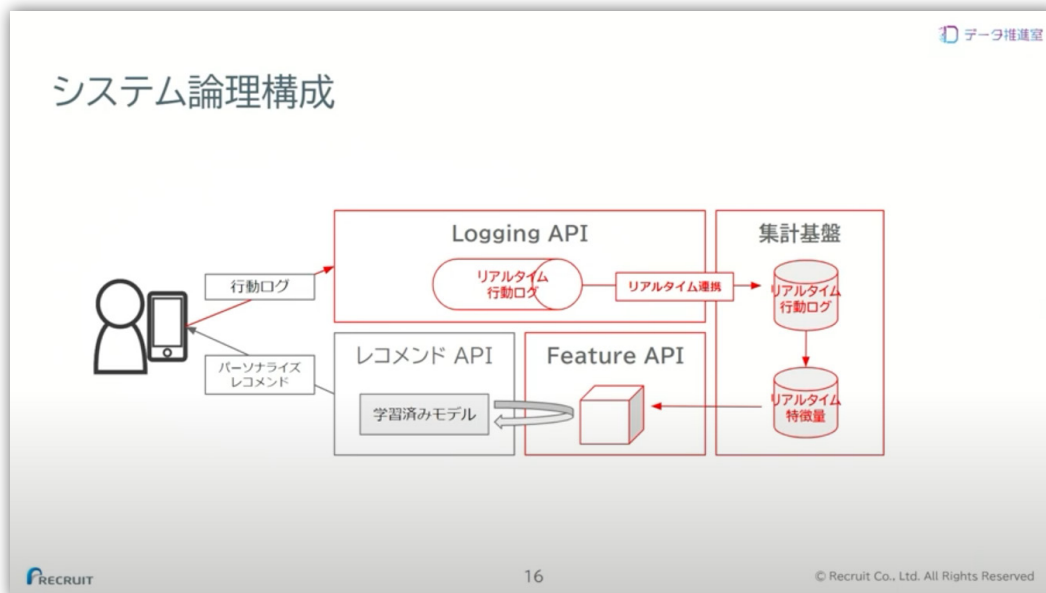 データ推進室
システム論理構成
Logging API
集計基盤
行動ログ
リアルタイム
行動ログ
リアルタイム連携
リアルタイム
行動ログ
レコメンド API
Feature API
パーソナライズ
レコメンド
学習済みモデル
リアルタイム
特徴量
RECRUIT
16
© Recruit Co., Ltd. All Rights Reserved